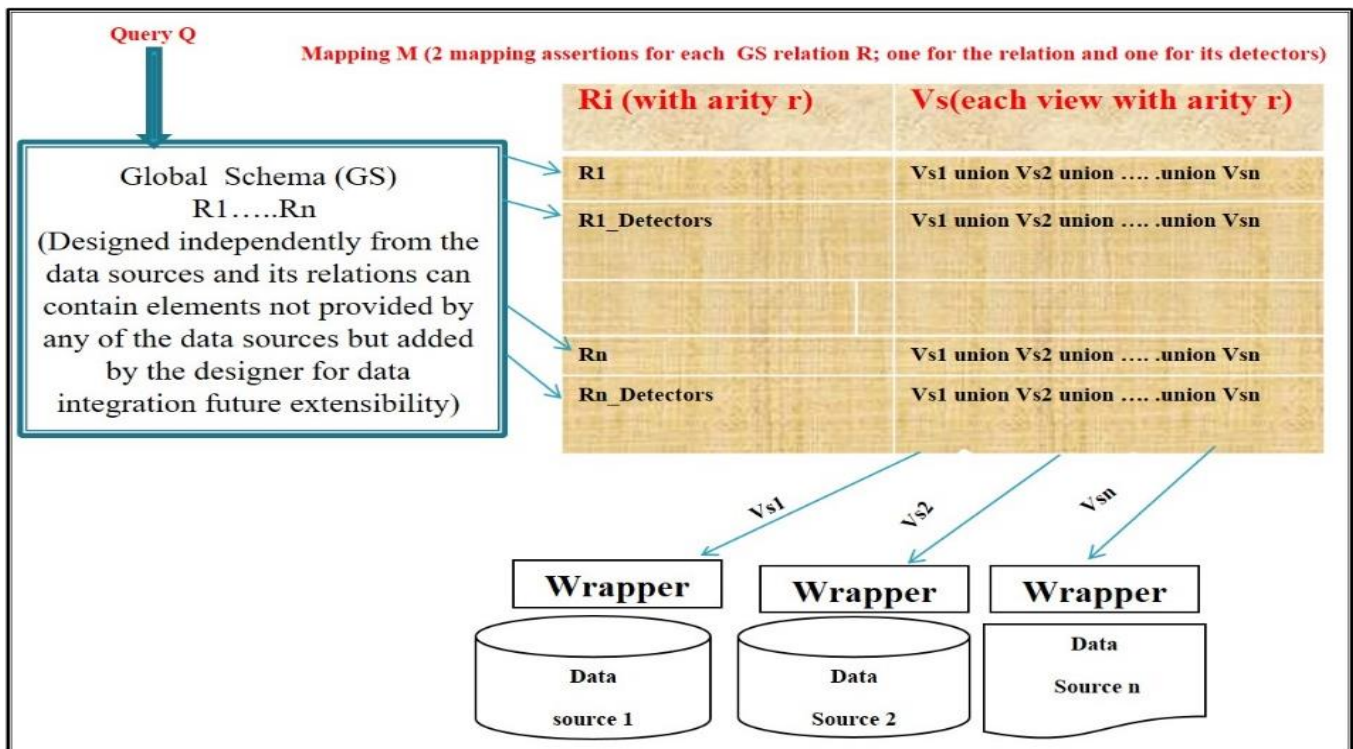 Query Q
Mapping M (2 mapping assertions for each GS relation R; one for the relation and one for its detectors)
Ri (with arity r) Vs(each view with arity r)
Global Schema (GS)
R1…..Rn
(Designed independently from the
data sources and its relations can
contain elements not provided by
any of the data sources but added
by the designer for data
integration future extensibility)
R1 Vs1 union Vs2 union …. .union Vsn
R1_Detectors Vs1 union Vs2 union …. .union Vsn
Rn Vs1 union Vs2 union …. .union Vsn
Rn_Detectors Vs1 union Vs2 union …. .union Vsn
Vs1
Vs2
Vsn
Wrapper
Wrapper
Wrapper
Data
source 1
Data
Source 2
Data
Source n